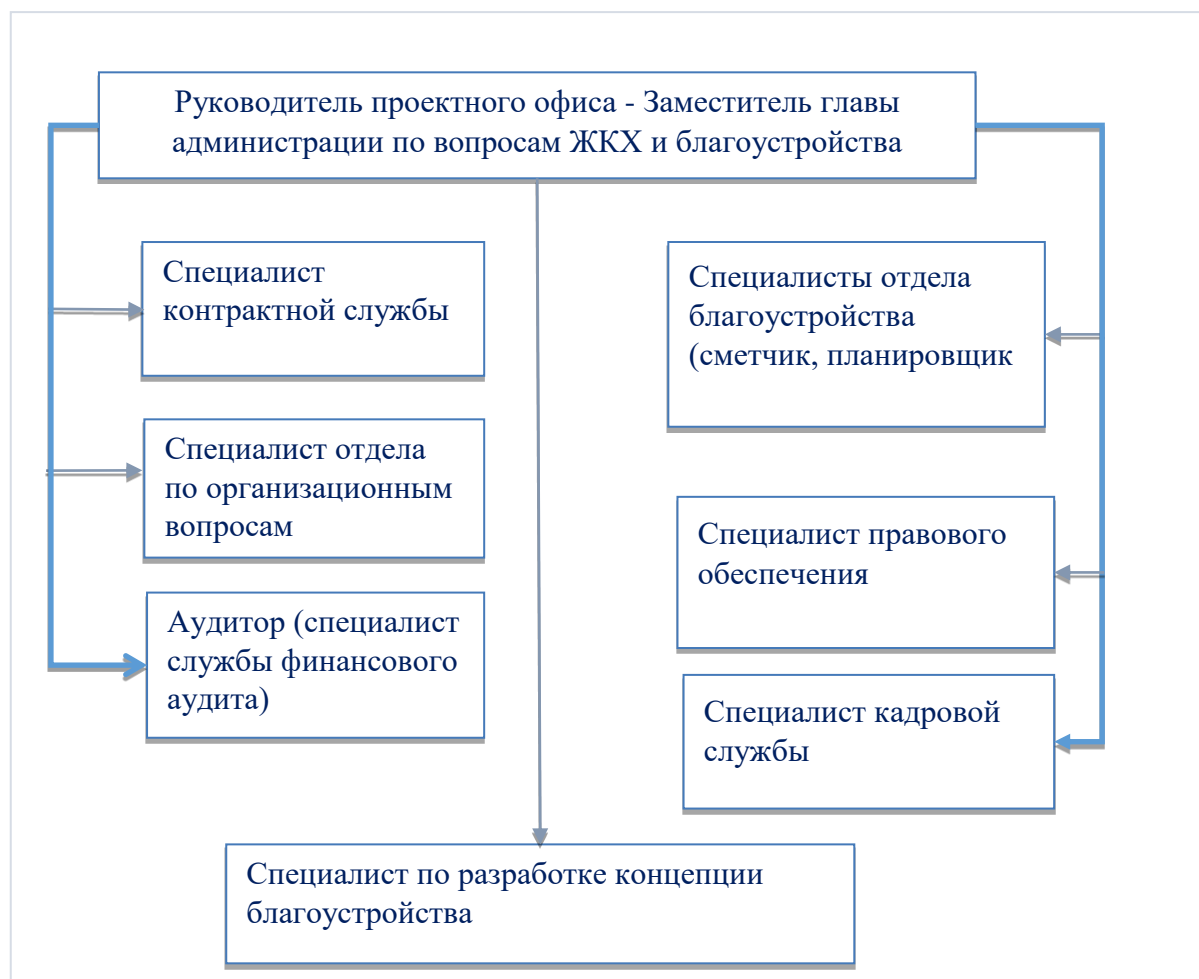 Руководитель проектного офиса - Заместитель главы
администрации по вопросам ЖКХ и благоустройства
Специалист
контрактной службы
Специалист отдела
по организационным
вопросам
Аудитор (специалист
службы финансового
аудита)
Специалисты отдела
благоустройства
(сметчик, планировщик
Специалист правового
обеспечения
Специалист кадровой
службы
Специалист по разработке концепции
благоустройства